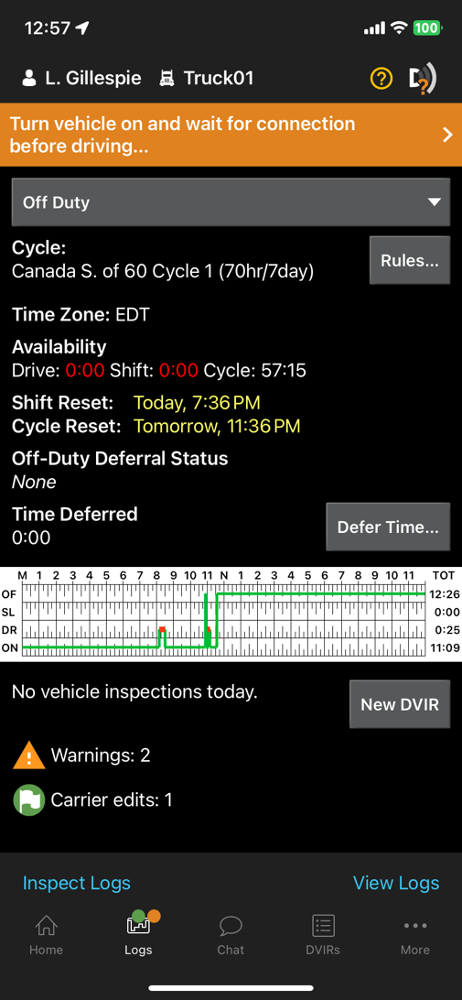 12:57
100
L. Gillespie Truck01
?
D?
Turn vehicle on and wait for connection
before driving...
Off Duty
Cycle:
Canada S. of 60 Cycle 1 (70hr/7day)
Rules...
Time Zone: EDT
Availability
Drive: 0:00 Shift: 0:00 Cycle: 57:15
Shift Reset: Today, 7:36 PM
Cycle Reset: Tomorrow, 11:36 PM
Off-Duty Deferral Status
None
Time Deferred
0:00
Defer Time...
M 1 2 3 4 5 6 7 8 9 10 11 N 1 2 3 4 5 6 7 8 9 10 11 TOT
OF 12:26
SL 0:00
DR 0:25
ON 11:09
No vehicle inspections today.
New DVIR
Warnings: 2
Carrier edits: 1
Inspect Logs View Logs
Home Logs Chat DVIRs More